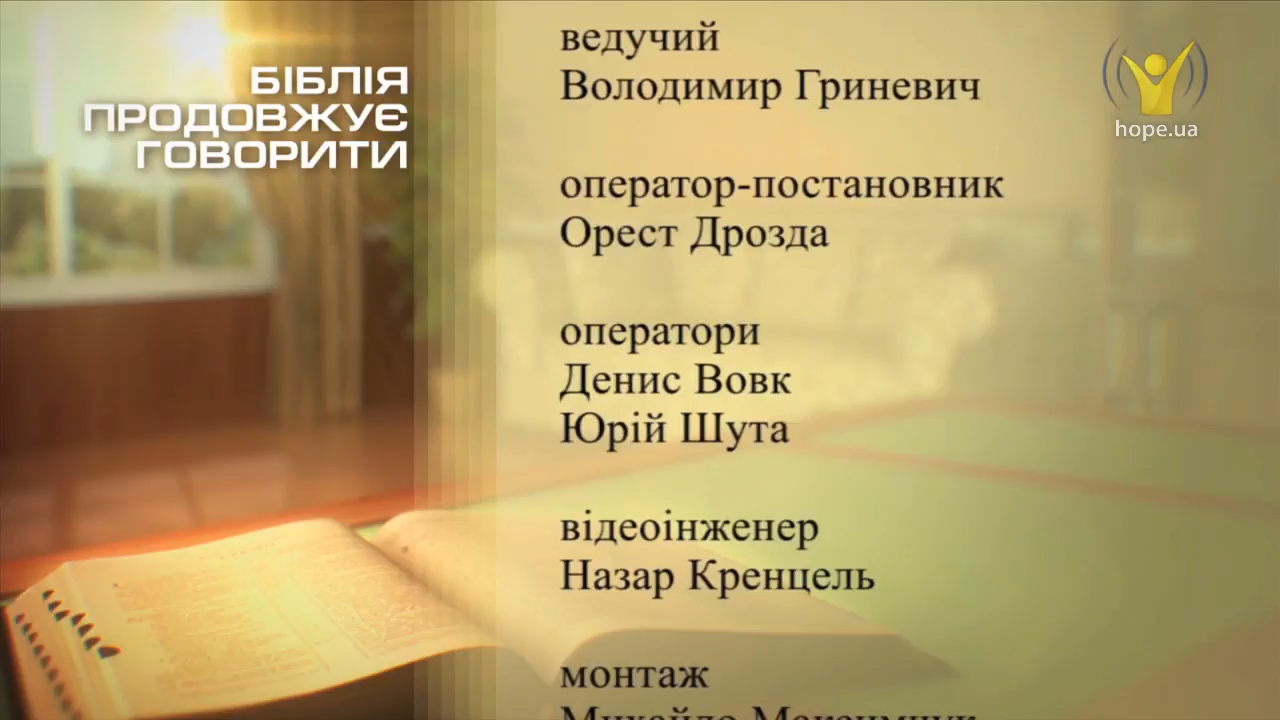 БІБЛІЯ
ПРОДОВЖУЄ
ГОВОРИТИ
hope.ua
ведучий
Володимир Гриневич
оператор-постановник
Орест Дрозда
оператори
Денис Вовк
Юрій Шута
відеоінженер
Назар Кренцель
монтаж